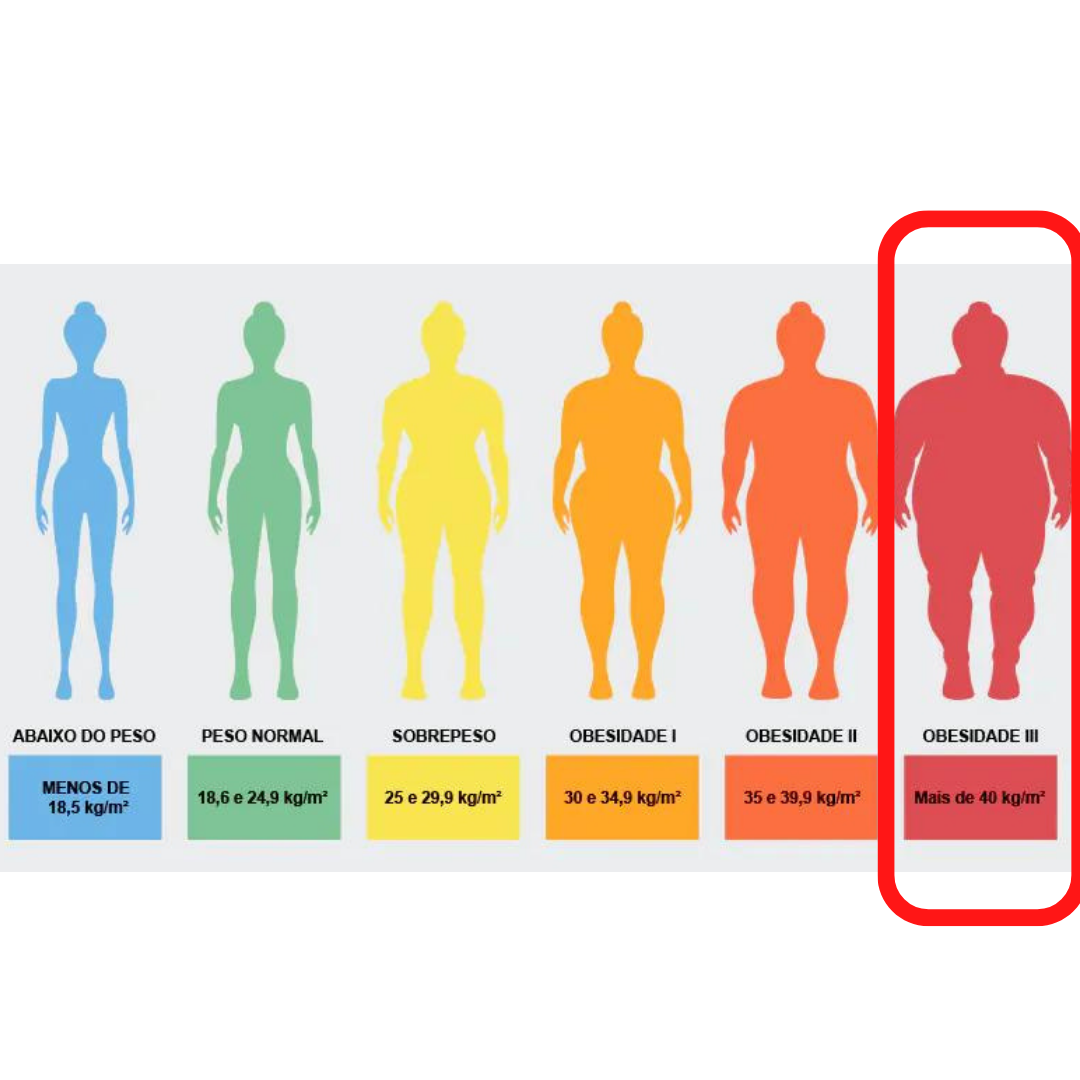 ABAIXO DO PESO
PESO NORMAL
SOBREPESO
OBESIDADE I
OBESIDADE II
OBESIDADE III
MENOS DE
18,5 kg/m²
18,6 e 24,9 kg/m²
25 e 29,9 kg/m²
30 e 34,9 kg/m²
35 e 39,9 kg/m²
Mais de 40 kg/m²